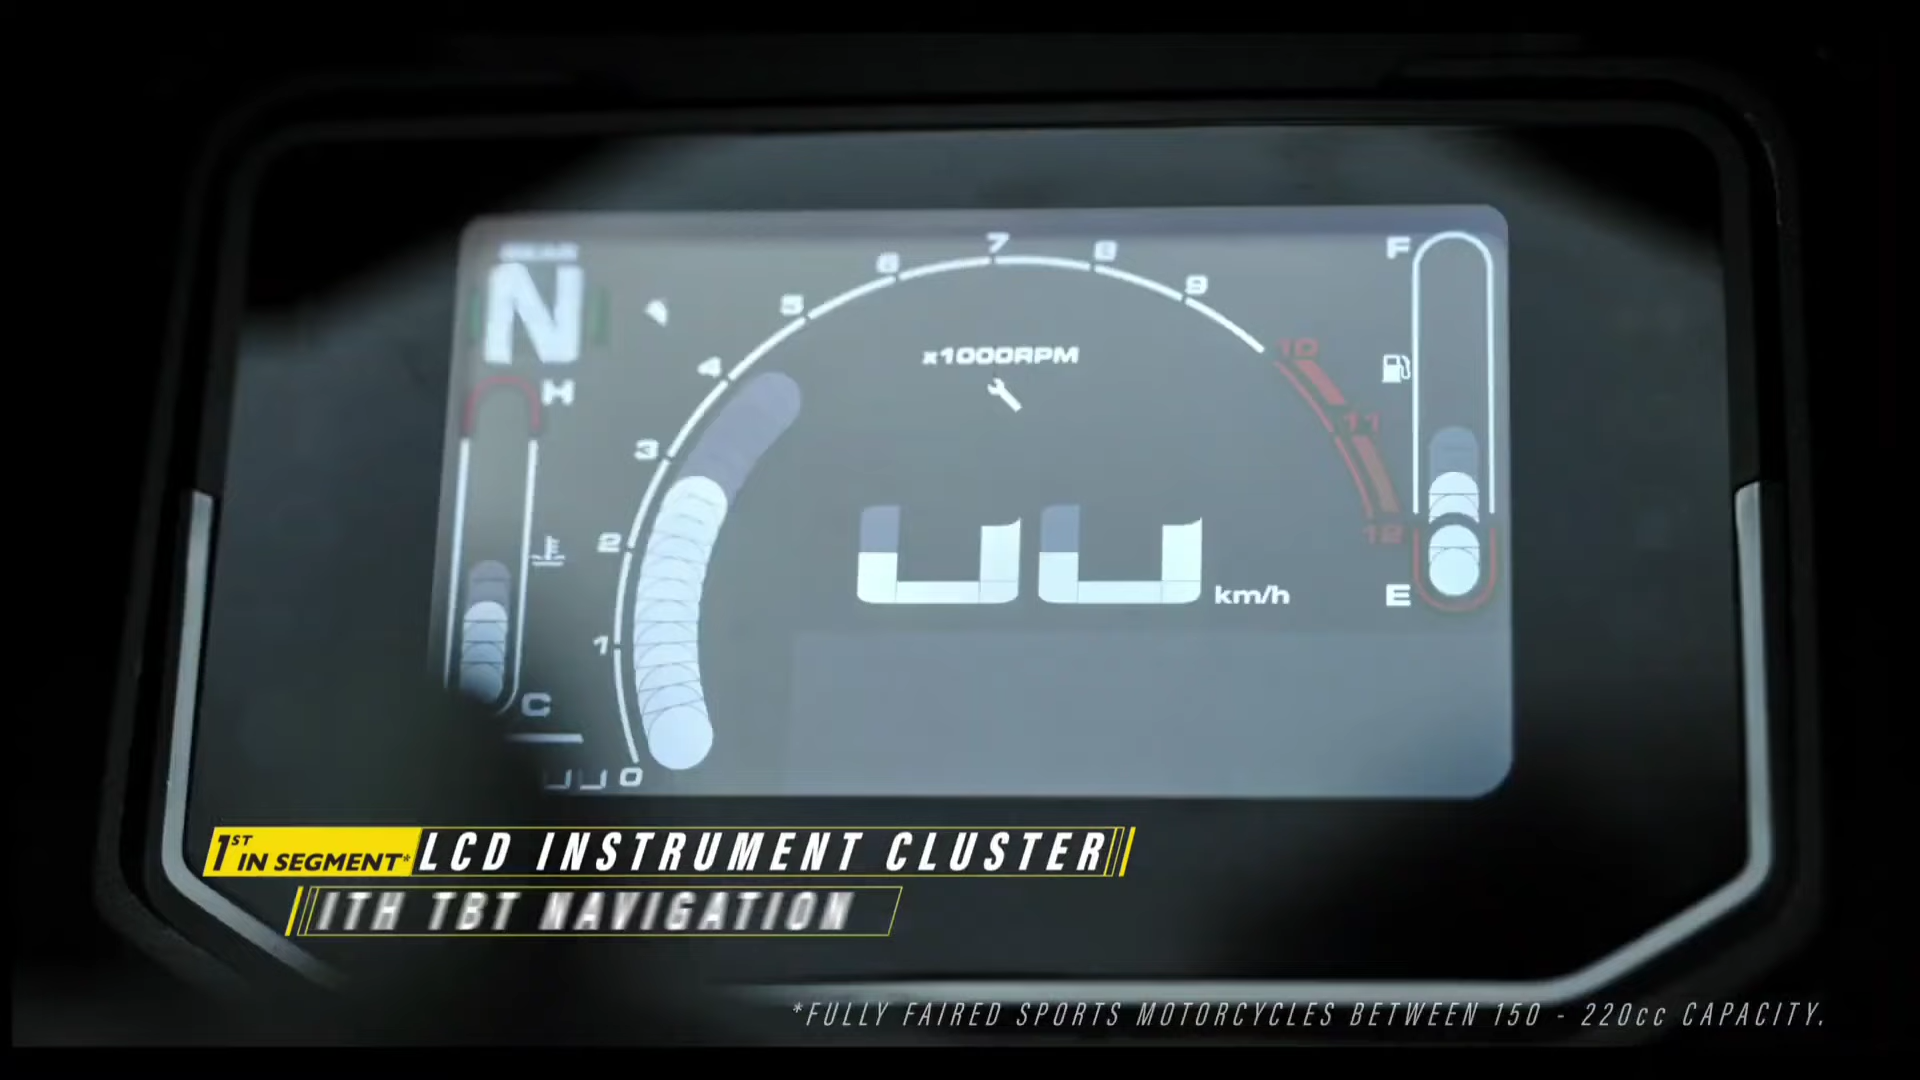 N
H
C
0
1
2
3
4
5
6
7
8
9
10
11
12
x1000RPM
km/h
F
E
1ST IN SEGMENT* LCD INSTRUMENT CLUSTER
ITH TBT NAVIGATION
*FULLY FAIRED SPORTS MOTORCYCLES BETWEEN 150 - 220cc CAPACITY.